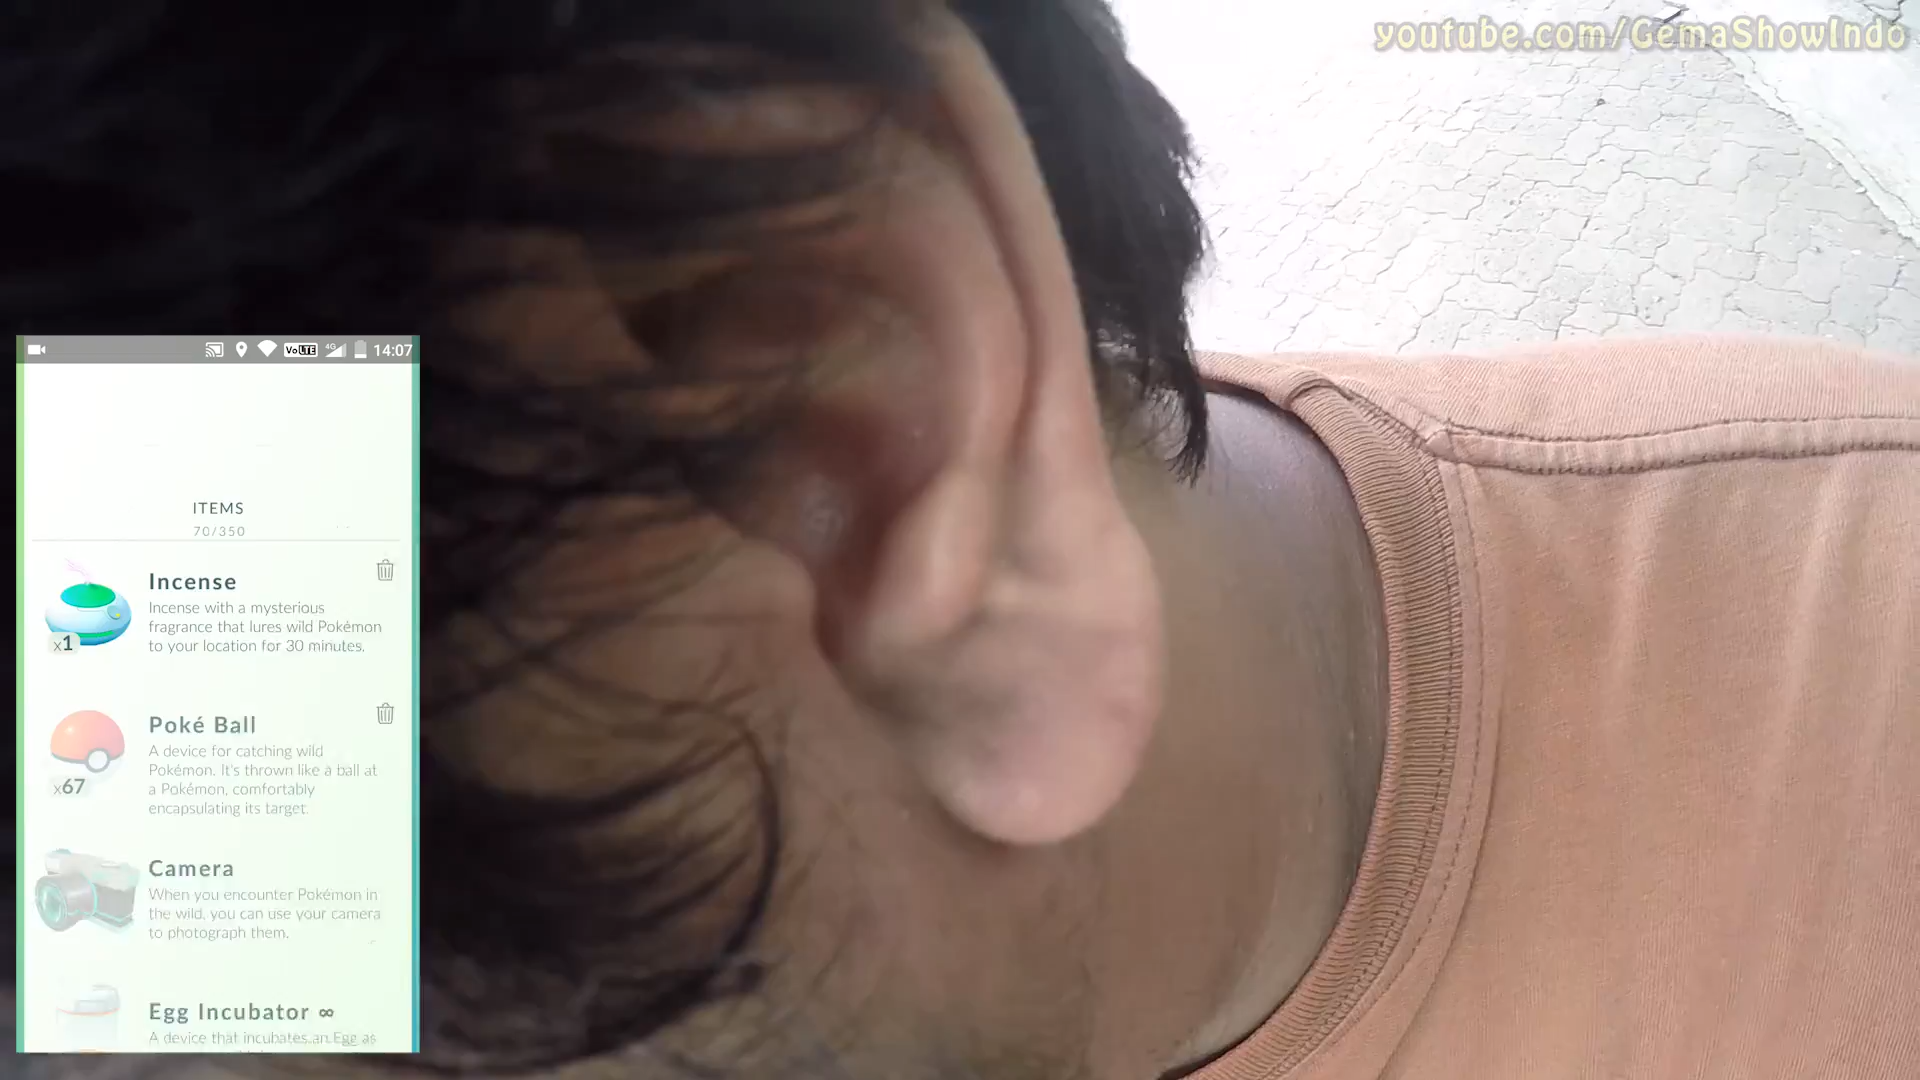 youtube.com/GemaShowIndo
VoLTE 4G 14:07
ITEMS
70/350
Incense
Incense with a mysterious
fragrance that lures wild Pokémon
to your location for 30 minutes.
x1
Poké Ball
A device for catching wild
Pokémon. It's thrown like a ball at
a Pokémon, comfortably
encapsulating its target.
x67
Camera
When you encounter Pokémon in
the wild, you can use your camera
to photograph them.
Egg Incubator ∞
A device that incubates an Egg as